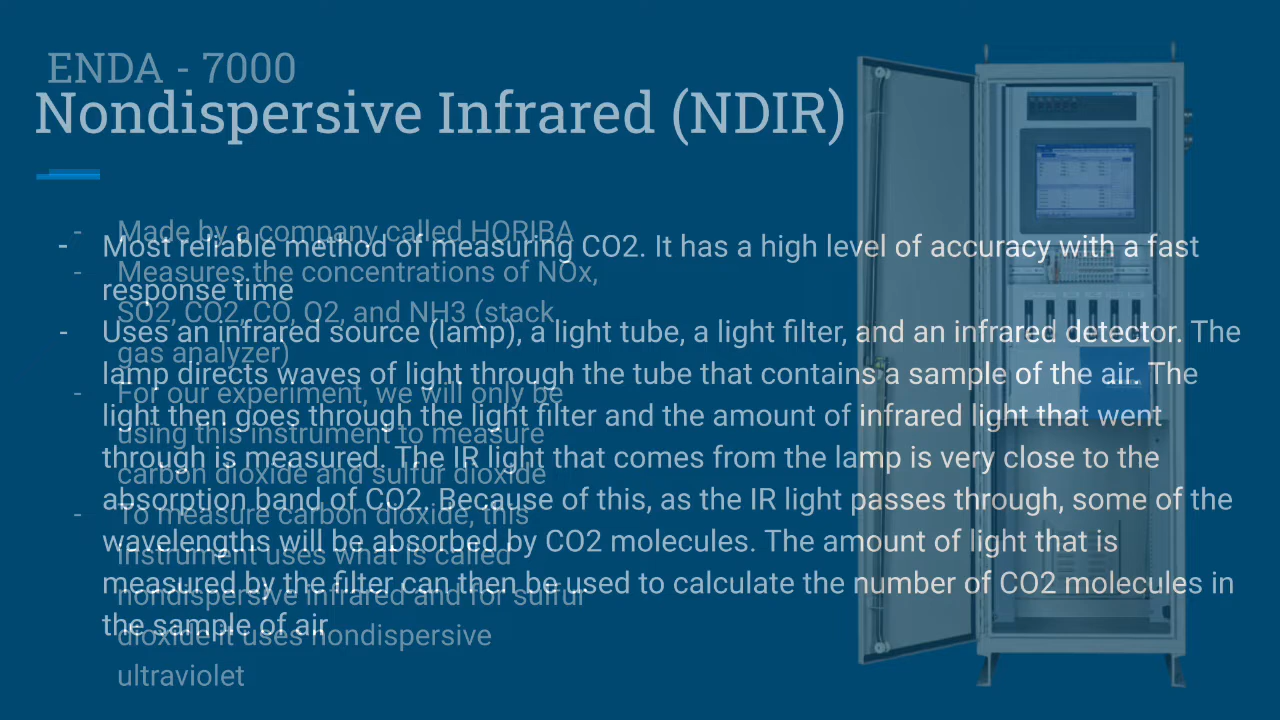 ENDA - 7000
Nondispersive Infrared (NDIR)
- Made by a company called HORIBA
- Measures the concentrations of NOx,
SO2, CO2, CO, O2, and NH3 (stack
gas analyzer)
- For our experiment, we will only be
using this instrument to measure
carbon dioxide and sulfur dioxide
- To measure carbon dioxide, this
instrument uses what is called
nondispersive infrared and for sulfur
dioxide it uses nondispersive
ultraviolet
- Most reliable method of measuring CO2. It has a high level of accuracy with a fast
response time
- Uses an infrared source (lamp), a light tube, a light filter, and an infrared detector. The
lamp directs waves of light through the tube that contains a sample of the air. The
light then goes through the light filter and the amount of infrared light that went
through is measured. The IR light that comes from the lamp is very close to the
absorption band of CO2. Because of this, as the IR light passes through, some of the
wavelengths will be absorbed by CO2 molecules. The amount of light that is
measured by the filter can then be used to calculate the number of CO2 molecules in
the sample of air